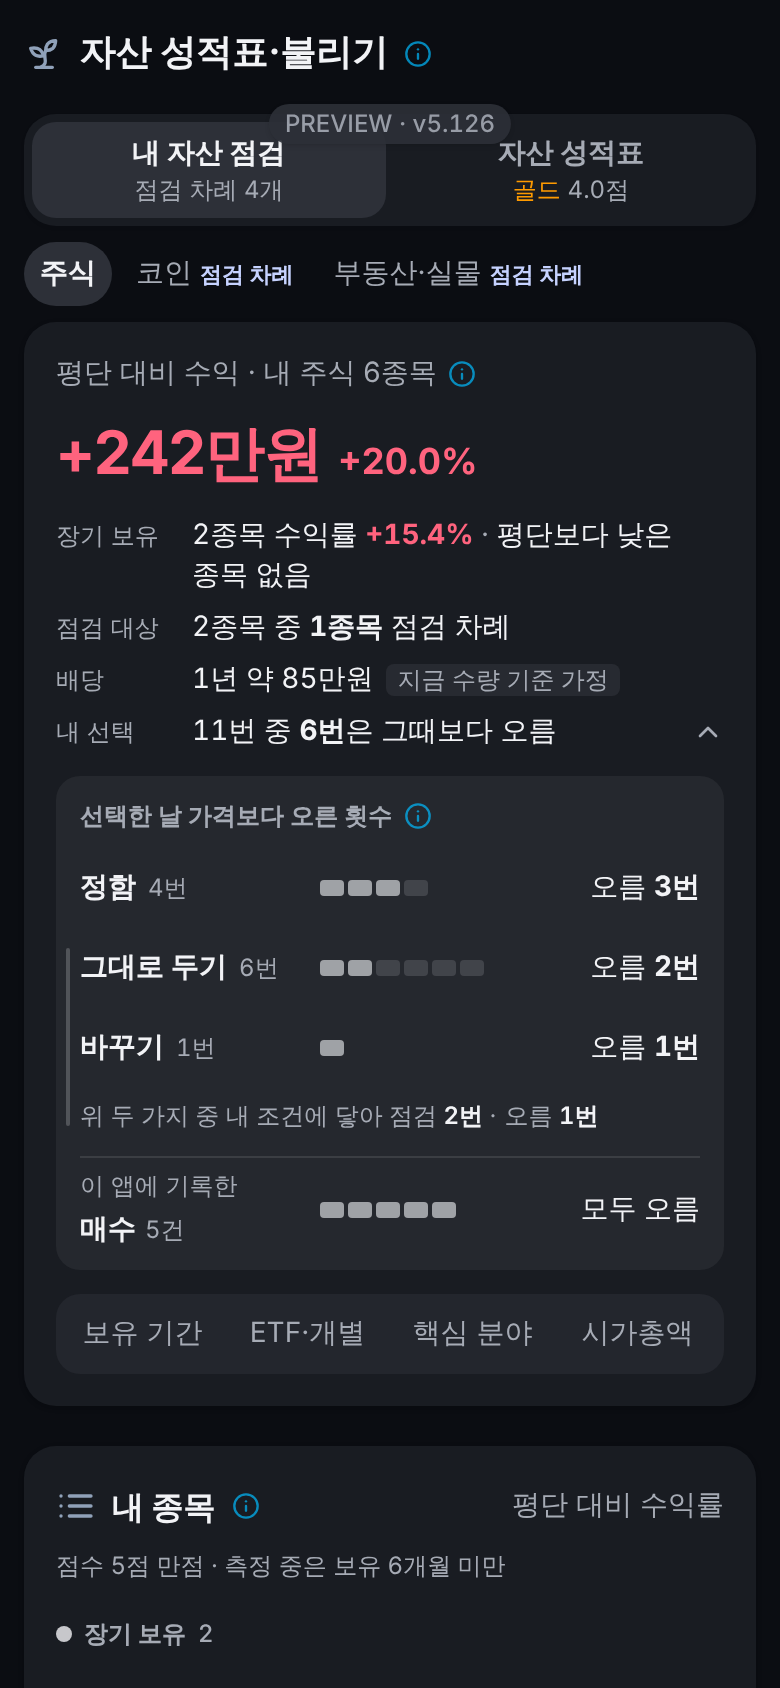 자산 성적표·불리기
PREVIEW · v5.126
내 자산 점검
점검 차례 4개
자산 성적표
골드 4.0점
주식
코인 점검 차례
부동산·실물 점검 차례
평단 대비 수익 · 내 주식 6종목
+242만원 +20.0%
장기 보유 2종목 수익률 +15.4% · 평단보다 낮은
종목 없음
점검 대상 2종목 중 1종목 점검 차례
배당 1년 약 85만원 지금 수량 기준 가정
내 선택 11번 중 6번은 그때보다 오름
선택한 날 가격보다 오른 횟수
정함 4번 오름 3번
그대로 두기 6번 오름 2번
바꾸기 1번 오름 1번
위 두 가지 중 내 조건에 닿아 점검 2번 · 오름 1번
이 앱에 기록한
매수 5건 모두 오름
보유 기간 ETF·개별 핵심 분야 시가총액
내 종목 평단 대비 수익률
점수 5점 만점 · 측정 중은 보유 6개월 미만
장기 보유 2